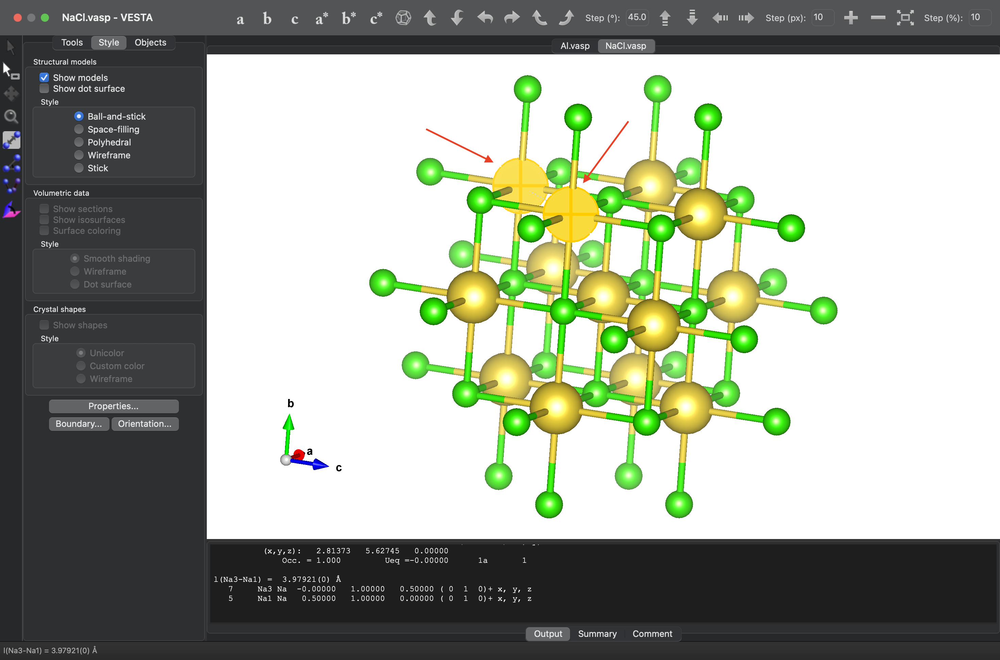 NaCl.vasp - VESTA
a b c a* b* c* Step (°): 45.0 Step (px): 10 Step (%): 10
Tools Style Objects
Al.vasp NaCl.vasp
Structural models
Show models
Show dot surface
Style
Ball-and-stick
Space-filling
Polyhedral
Wireframe
Stick
Volumetric data
Show sections
Show isosurfaces
Surface coloring
Style
Smooth shading
Wireframe
Dot surface
Crystal shapes
Show shapes
Style
Unicolor
Custom color
Wireframe
Properties...
Boundary... Orientation...
b
a
c
(x,y,z): 2.81373 5.62745 0.00000
Occ. = 1.000 Ueq =-0.00000 1a 1
l(Na3-Na1) = 3.97921(0) Å
7 Na3 Na -0.00000 1.00000 0.50000 ( 0 1 0)+ x, y, z
5 Na1 Na 0.50000 1.00000 0.00000 ( 0 1 0)+ x, y, z
Output Summary Comment
l(Na3-Na1) = 3.97921(0) Å